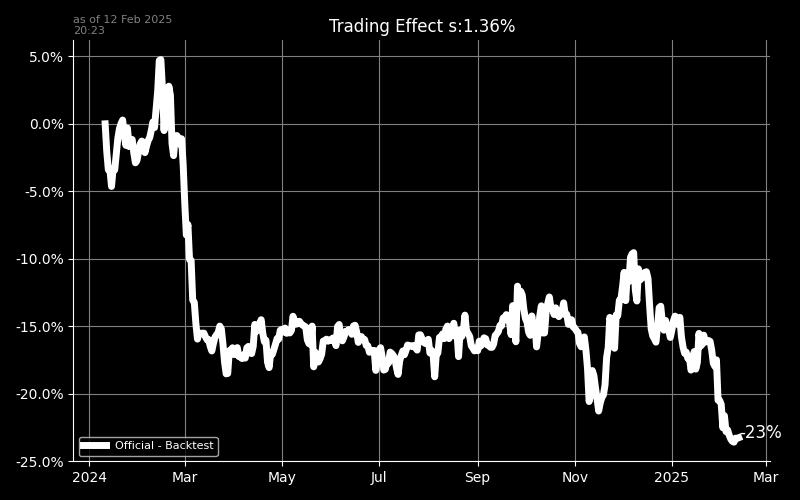 as of 12 Feb 2025
20:23
Trading Effect s:1.36%
5.0%
0.0%
-5.0%
-10.0%
-15.0%
-20.0%
-25.0%
-23%
Official - Backtest
2024 Mar May Jul Sep Nov 2025 Mar